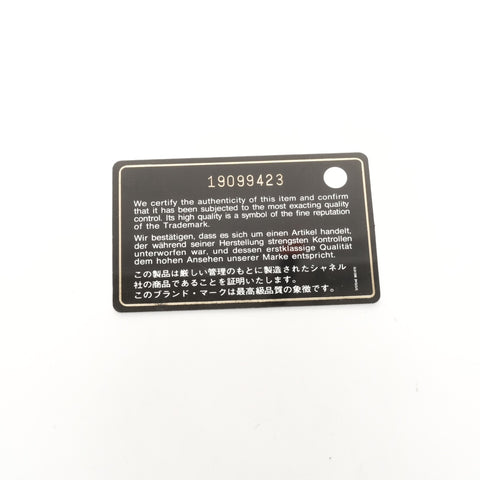 19099423
We certify the authenticity of this item and confirm
that it has been subjected to the most exacting quality
control. Its high quality is a symbol of the fine reputation
of the Trademark.
Wir bestätigen, dass es sich um einen Artikel handelt,
der während seiner Herstellung strengsten Kontrollen
unterworfen war, und dessen erstklassige Qualität
dem hohen Ansehen unserer Marke entspricht.
この製品は厳しい管理のもとに製造されたシャネル
社の商品であることを証明いたします。
このブランド・マークは最高級品質の象徴です。